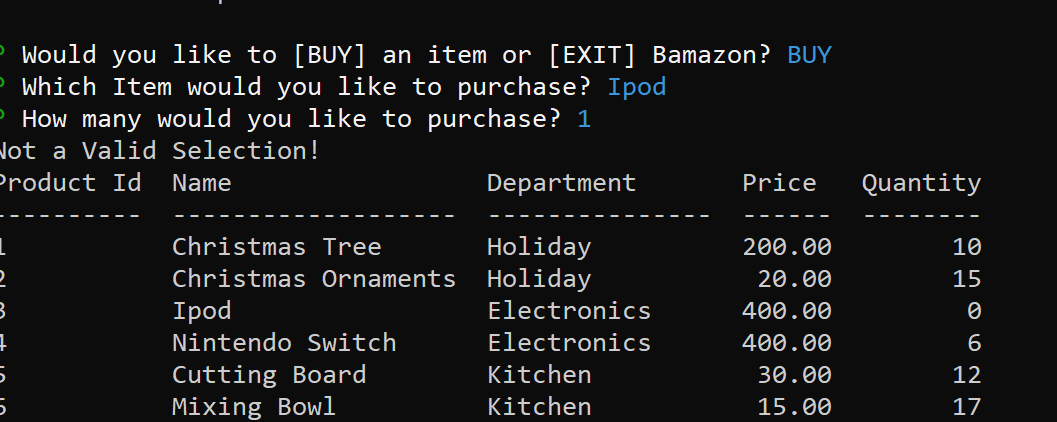 ? Would you like to [BUY] an item or [EXIT] Bamazon? BUY
? Which Item would you like to purchase? Ipod
? How many would you like to purchase? 1
Not a Valid Selection!
Product Id  Name                 Department       Price   Quantity
----------  -------------------  ---------------  ------  --------
1           Christmas Tree       Holiday          200.00        10
2           Christmas Ornaments  Holiday           20.00        15
3           Ipod                 Electronics      400.00         0
4           Nintendo Switch      Electronics      400.00         6
5           Cutting Board        Kitchen           30.00        12
6           Mixing Bowl          Kitchen           15.00        17